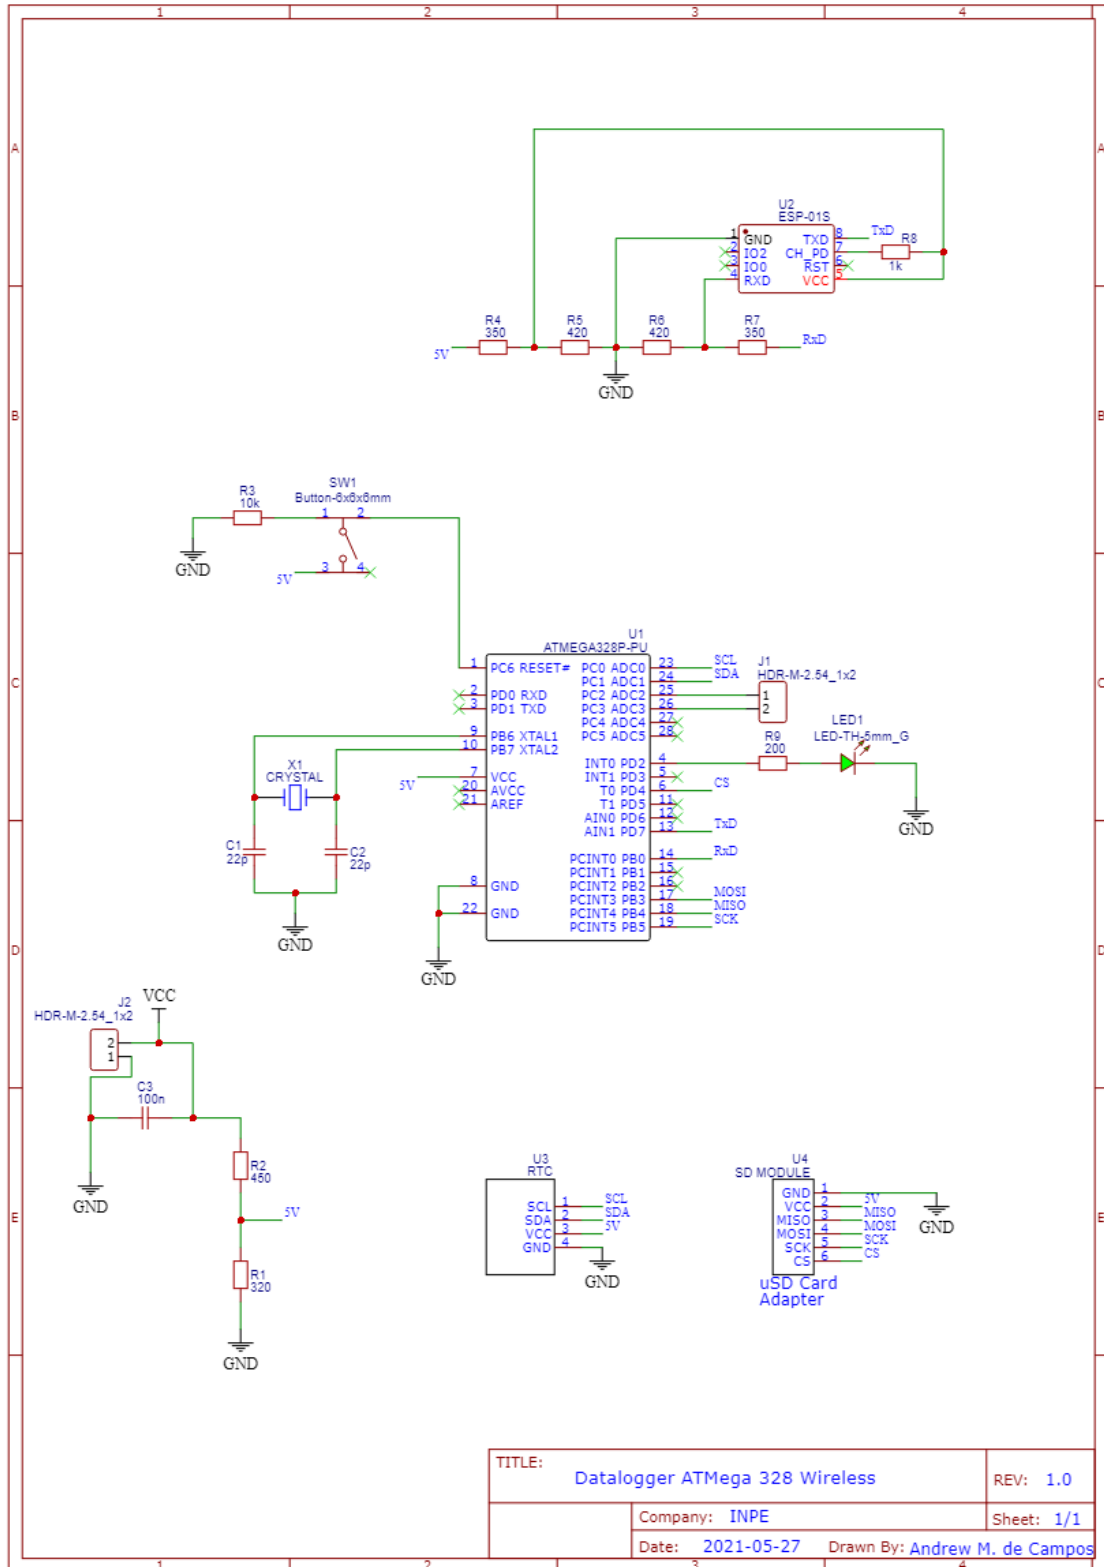 1 2 3 4
A A
U2
ESP-01S
1 GND TXD 8 TxD
2 IO2 CH_PD 7 R8
3 IO0 RST 6 1k
4 RXD VCC 5
R4 R5 R6 R7
350 420 420 350
5V RxD
GND
B B
SW1
R3 Button-6x6x6mm
10k
1 2
GND
5V 3 4
U1
ATMEGA328P-PU
1 PC6 RESET# PC0 ADC0 23 SCL
PC1 ADC1 24 SDA
2 PD0 RXD PC2 ADC2 25
3 PD1 TXD PC3 ADC3 26
PC4 ADC4 27
9 PB6 XTAL1 PC5 ADC5 28
10 PB7 XTAL2
INT0 PD2 4
5V 7 VCC INT1 PD3 5
20 AVCC T0 PD4 6 CS
21 AREF T1 PD5 11
AIN0 PD6 12
AIN1 PD7 13 TxD
PCINT0 PB0 14 RxD
PCINT1 PB1 15
8 GND PCINT2 PB2 16
PCINT3 PB3 17 MOSI
22 GND PCINT4 PB4 18 MISO
PCINT5 PB5 19 SCK
GND
C C
J1
HDR-M-2.54_1x2
1
2
LED1
R9 LED-TH-5mm_G
200
GND
X1
CRYSTAL
C1 C2
22p 22p
GND
D D
VCC
J2
HDR-M-2.54_1x2
2
1
C3
100n
GND
R2
450
5V
R1
320
GND
E E
U3
RTC
SCL 1 SCL
SDA 2 SDA
VCC 3 5V
GND 4
GND
U4
SD MODULE
GND 1
VCC 2 5V
MISO 3 MISO
MOSI 4 MOSI
SCK 5 SCK
CS 6 CS
GND
uSD Card
Adapter
TITLE:
Datalogger ATMega 328 Wireless
REV: 1.0
Company: INPE
Sheet: 1/1
Date: 2021-05-27
Drawn By: Andrew M. de Campos
1 2 3 4